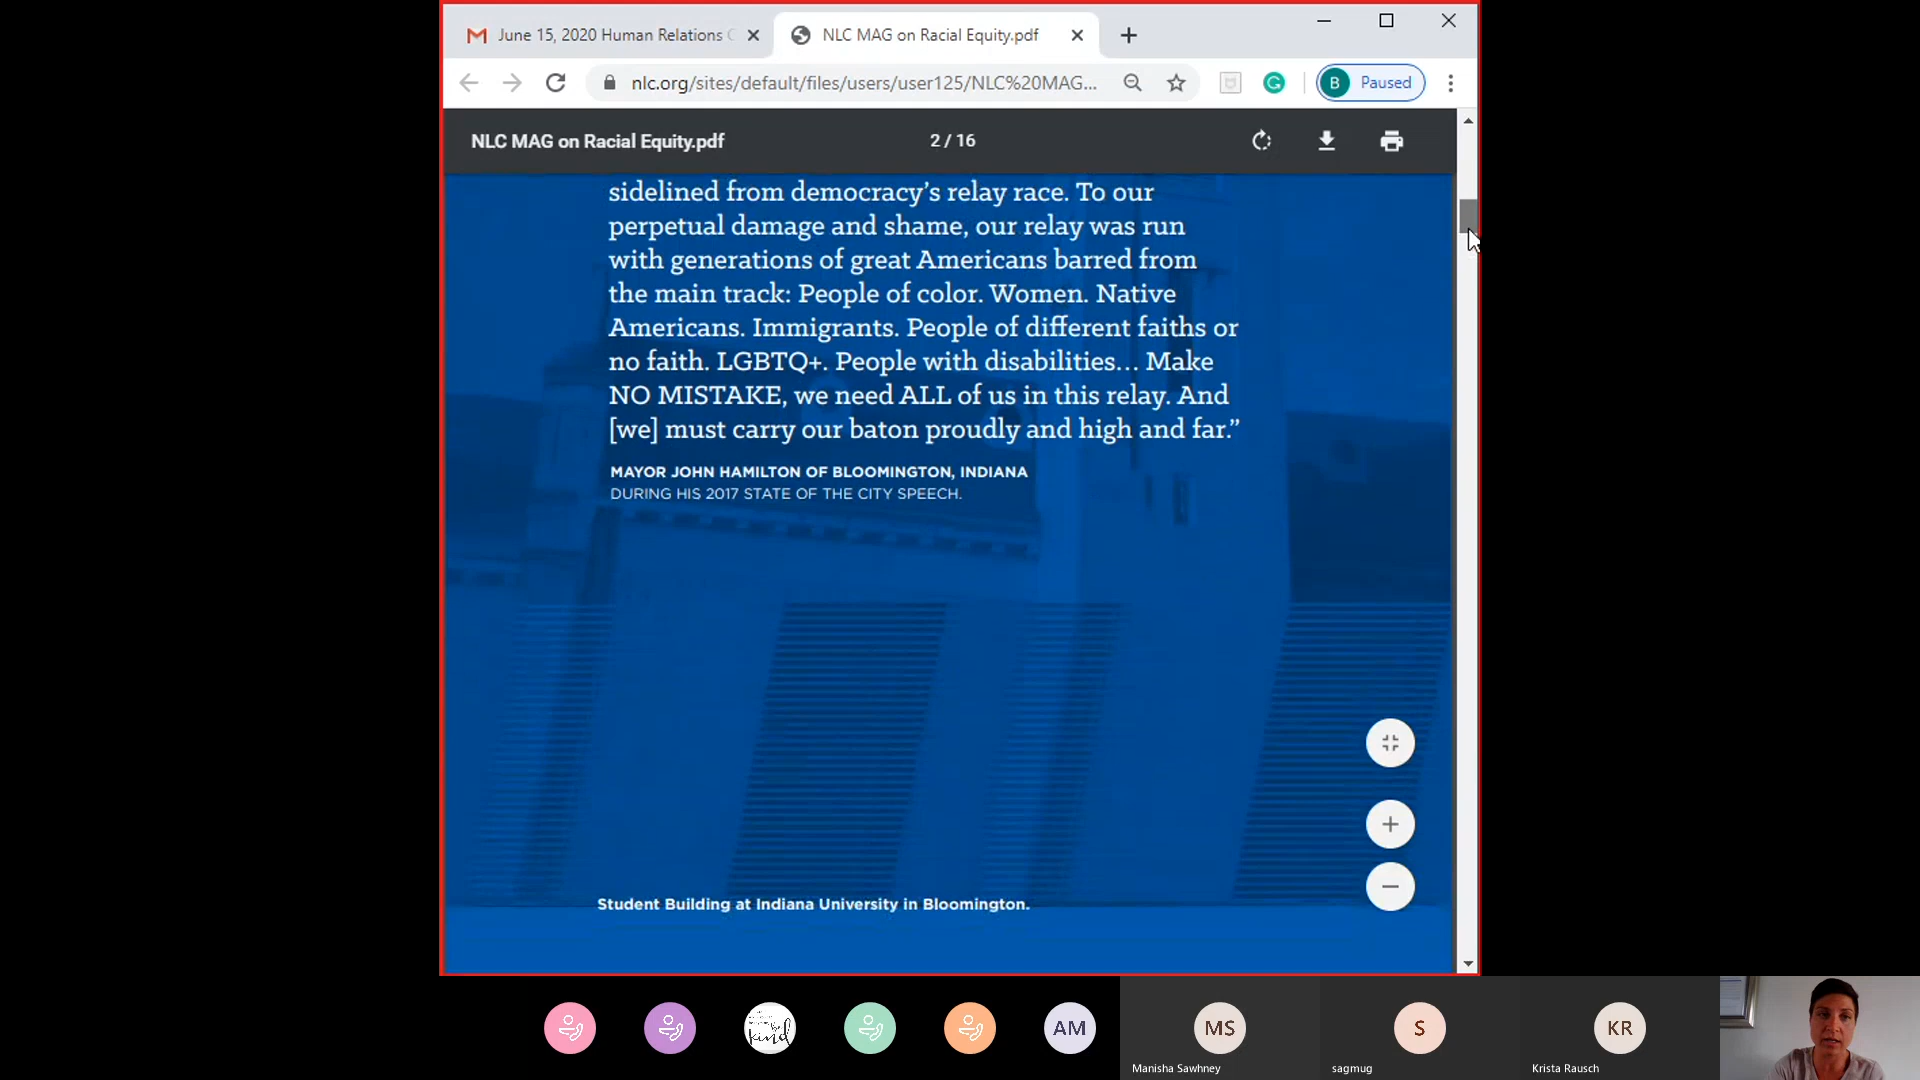 June 15, 2020 Human Relations C
NLC MAG on Racial Equity.pdf
nlc.org/sites/default/files/users/user125/NLC%20MAG...
B
Paused
NLC MAG on Racial Equity.pdf
2 / 16
sidelined from democracy’s relay race. To our
perpetual damage and shame, our relay was run
with generations of great Americans barred from
the main track: People of color. Women. Native
Americans. Immigrants. People of different faiths or
no faith. LGBTQ+. People with disabilities… Make
NO MISTAKE, we need ALL of us in this relay. And
[we] must carry our baton proudly and high and far.”
MAYOR JOHN HAMILTON OF BLOOMINGTON, INDIANA
DURING HIS 2017 STATE OF THE CITY SPEECH.
Student Building at Indiana University in Bloomington.
be
kind
AM
MS
S
KR
Manisha Sawhney
sagmug
Krista Rausch